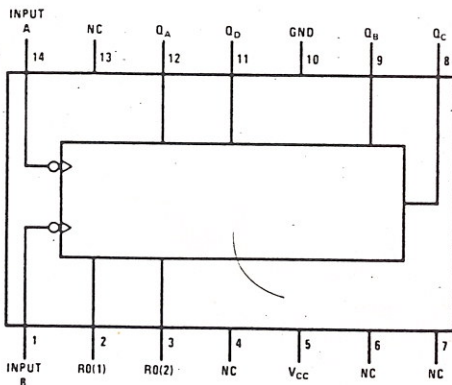 INPUT
A NC QA QD GND QB QC
14 13 12 11 10 9 8
1 2 3 4 5 6 7
INPUT R0(1) R0(2) NC VCC NC NC
B